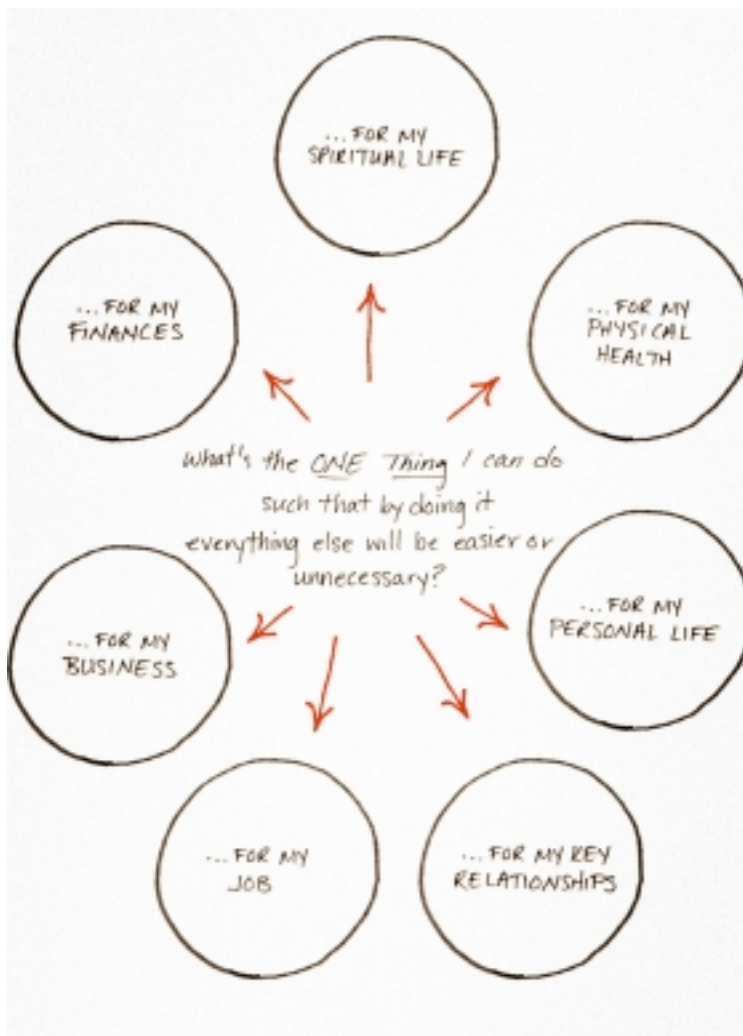 ...FOR MY
SPIRITUAL LIFE
...FOR MY
FINANCES
...FOR MY
PHYSICAL
HEALTH
What's the ONE Thing I can do
such that by doing it
everything else will be easier or
unnecessary?
...FOR MY
BUSINESS
...FOR MY
PERSONAL LIFE
...FOR MY
JOB
...FOR MY KEY
RELATIONSHIPS